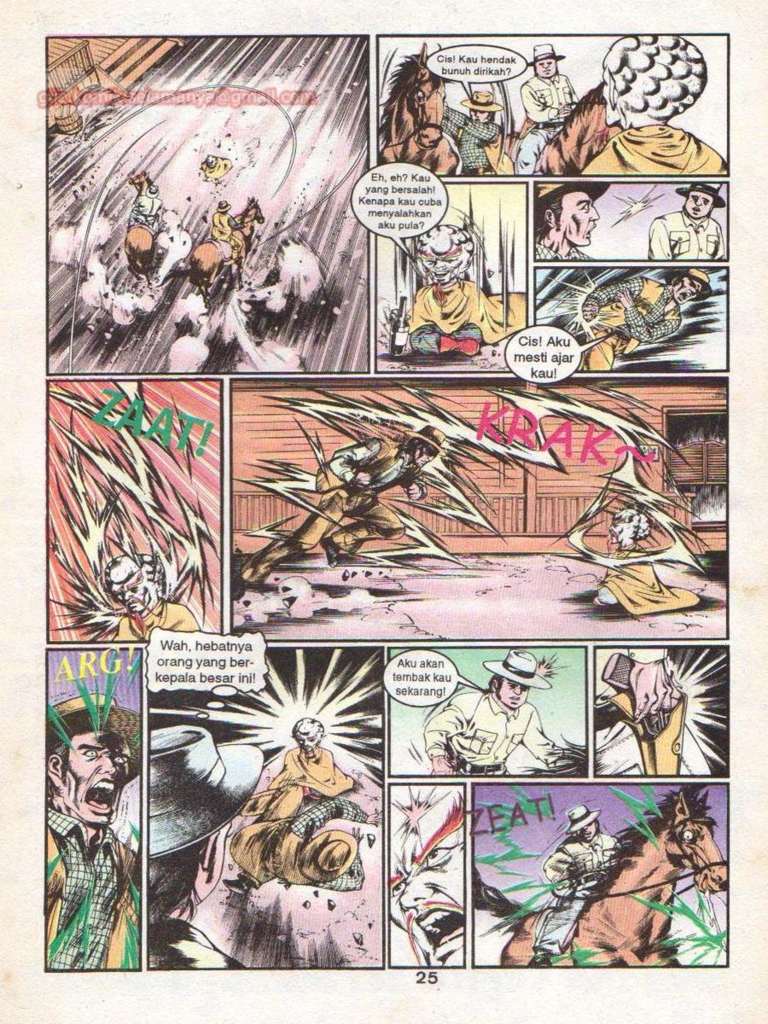 Cis! Kau hendak
bunuh dirikah?
Eh, eh? Kau
yang bersalah!
Kenapa kau cuba
menyalahkan
aku pula?
Cis! Aku
mesti ajar
kau!
ZAAT!
KRAK~
ARG!
Wah, hebatnya
orang yang ber-
kepala besar ini!
Aku akan
tembak kau
sekarang!
ZEAT!
25